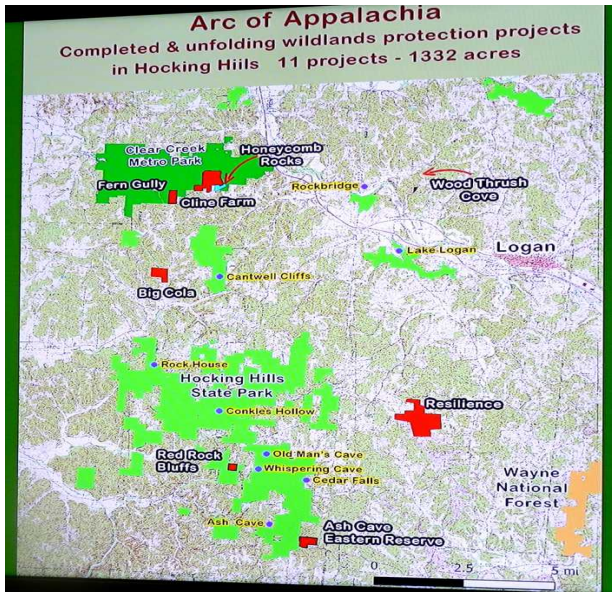 Arc of Appalachia
Completed & unfolding wildlands protection projects
in Hocking Hiils   11 projects - 1332 acres
Clear Creek
Metro Park
Honeycomb
Rocks
Fern Gully
Cline Farm
Rockbridge
Wood Thrush
Cove
Lake Logan
Logan
Cantwell Cliffs
Big Cola
Rock House
Hocking Hills
State Park
Conkles Hollow
Resilience
Red Rock
Bluffs
Old Man's Cave
Whispering Cave
Cedar Falls
Wayne
National
Forest
Ash Cave
Ash Cave
Eastern Reserve
0 2.5 5 mi